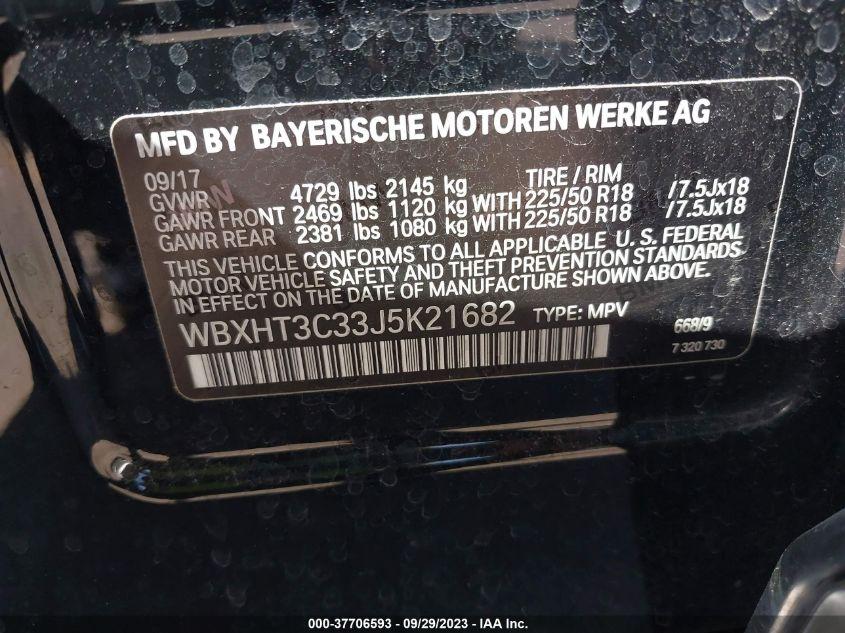 MFD BY BAYERISCHE MOTOREN WERKE AG
09/17 TIRE / RIM
GVWR 4729 lbs 2145 kg
GAWR FRONT 2469 lbs 1120 kg WITH 225/50 R18 /7.5Jx18
GAWR REAR 2381 lbs 1080 kg WITH 225/50 R18 /7.5Jx18
THIS VEHICLE CONFORMS TO ALL APPLICABLE U. S. FEDERAL
MOTOR VEHICLE SAFETY AND THEFT PREVENTION STANDARDS
IN EFFECT ON THE DATE OF MANUFACTURE SHOWN ABOVE.
WBXHT3C33J5K21682 TYPE: MPV 668/9
7 320 730
000-37706593 - 09/29/2023 - IAA Inc.